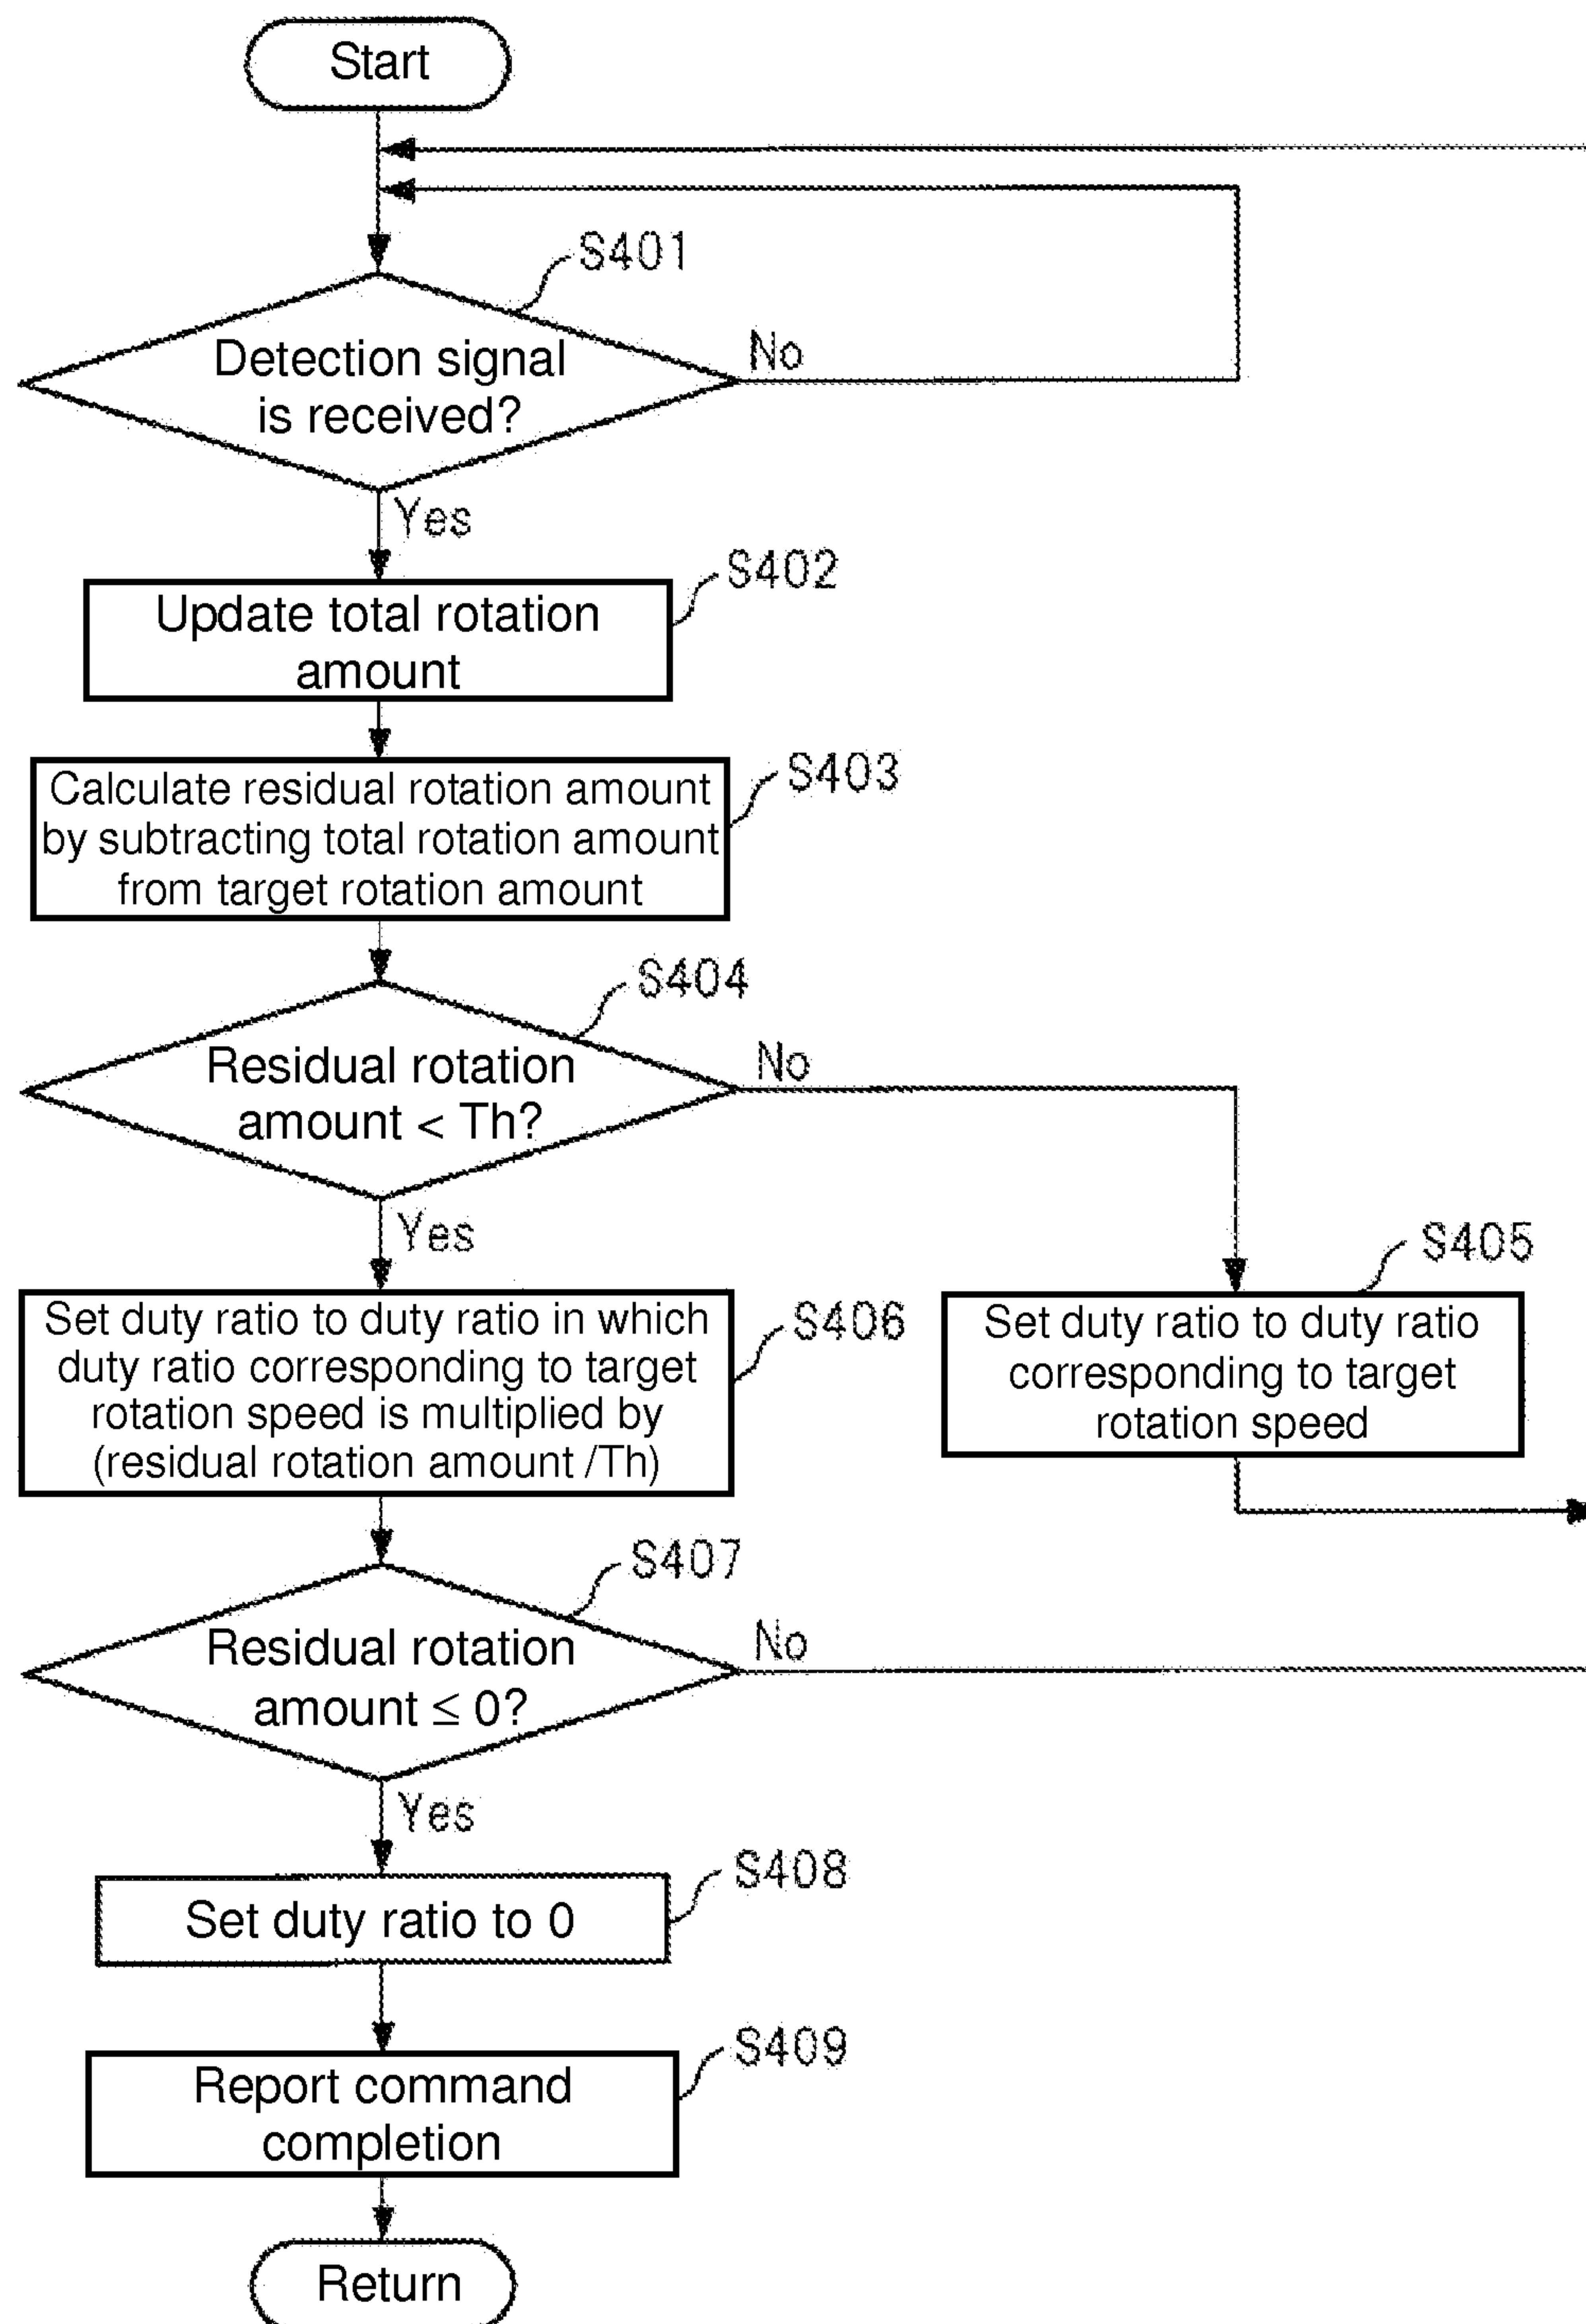 Start
S401
Detection signal
is received?
No
Yes
S402
Update total rotation
amount
S403
Calculate residual rotation amount
by subtracting total rotation amount
from target rotation amount
S404
Residual rotation
amount < Th?
No
Yes
S405
Set duty ratio to duty ratio
corresponding to target
rotation speed
S406
Set duty ratio to duty ratio in which
duty ratio corresponding to target
rotation speed is multiplied by
(residual rotation amount /Th)
S407
Residual rotation
amount ≤ 0?
No
Yes
S408
Set duty ratio to 0
S409
Report command
completion
Return